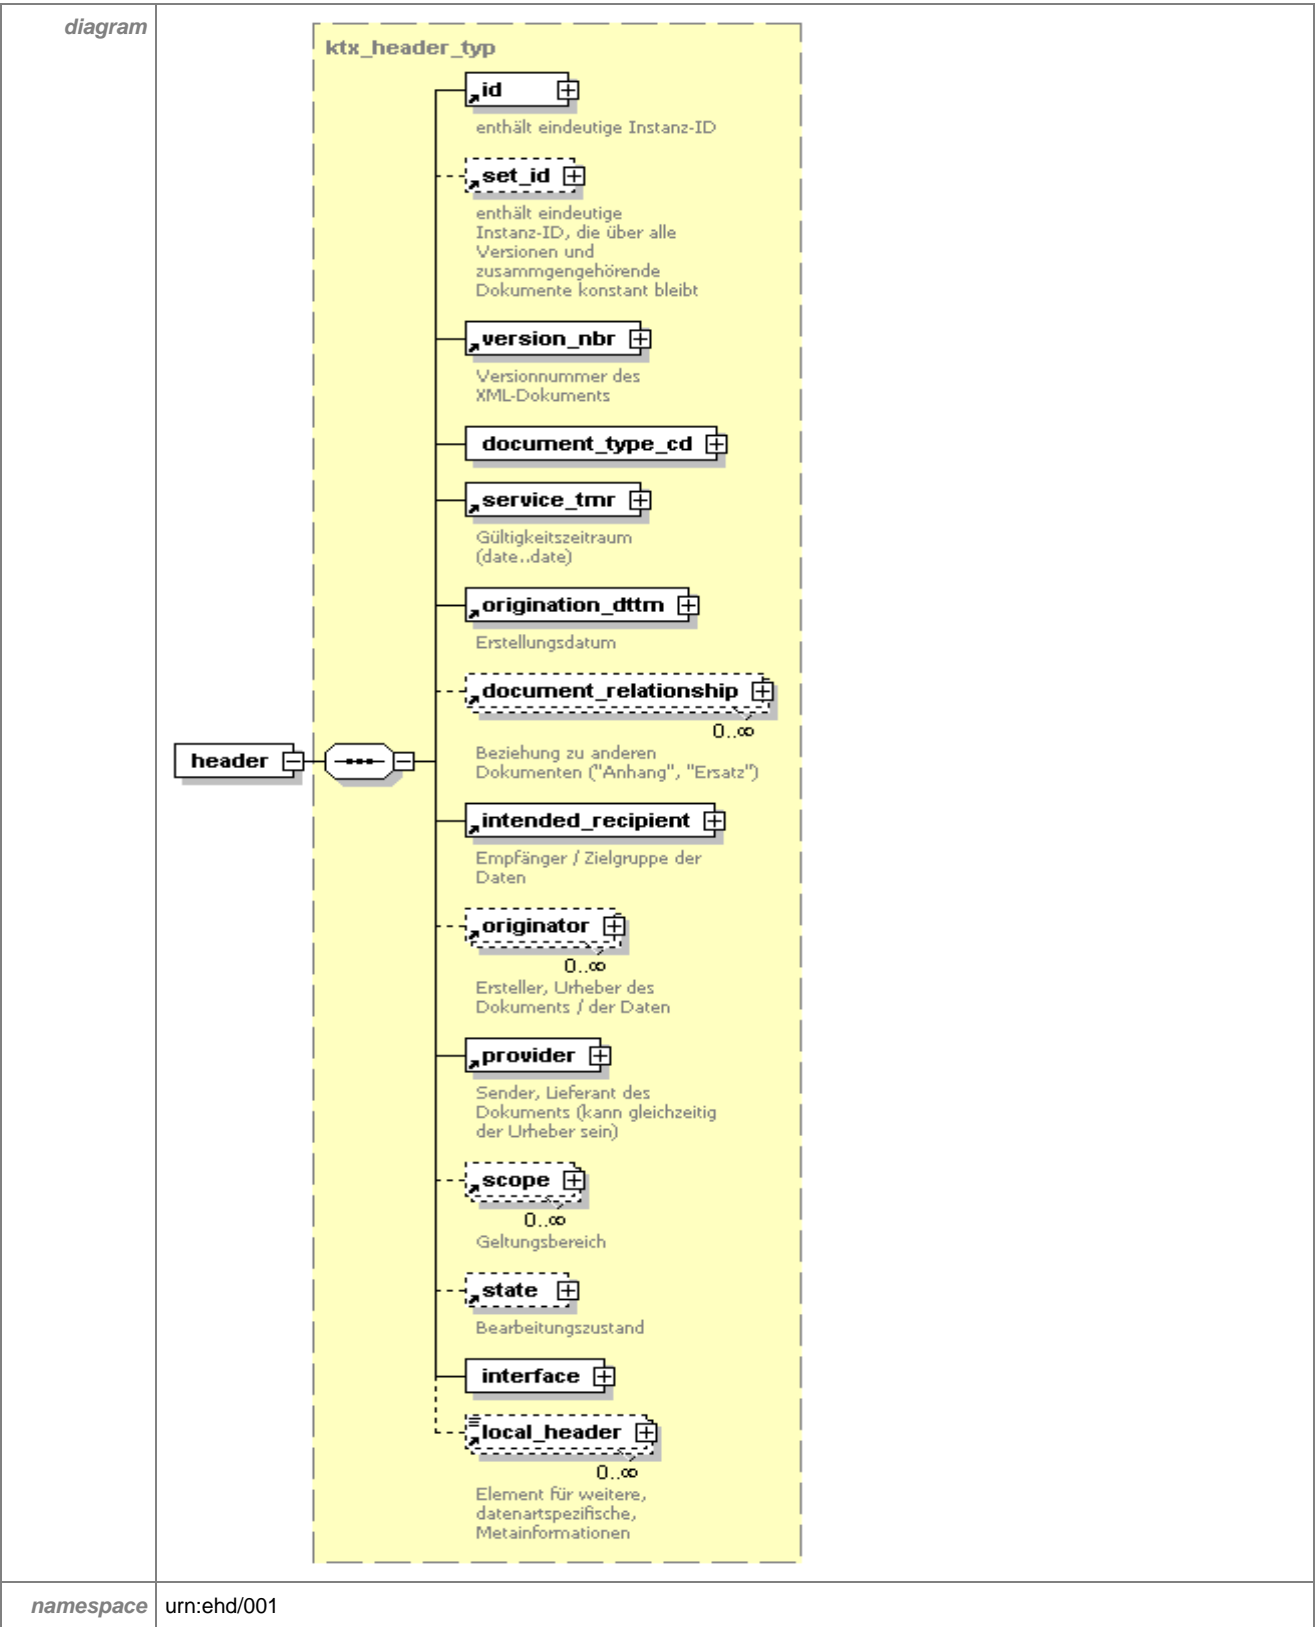 diagram
ktx_header_typ
id
enthält eindeutige Instanz-ID
set_id
enthält eindeutige
Instanz-ID, die über alle
Versionen und
zusammgengehörende
Dokumente konstant bleibt
version_nbr
Versionnummer des
XML-Dokuments
document_type_cd
service_tmr
Gültigkeitszeitraum
(date..date)
origination_dttm
Erstellungsdatum
document_relationship
0..∞
Beziehung zu anderen
Dokumenten ("Anhang", "Ersatz")
header
intended_recipient
Empfänger / Zielgruppe der
Daten
originator
0..∞
Ersteller, Urheber des
Dokuments / der Daten
provider
Sender, Lieferant des
Dokuments (kann gleichzeitig
der Urheber sein)
scope
0..∞
Geltungsbereich
state
Bearbeitungszustand
interface
local_header
0..∞
Element für weitere,
datenartspezifische,
Metainformationen
namespace urn:ehd/001